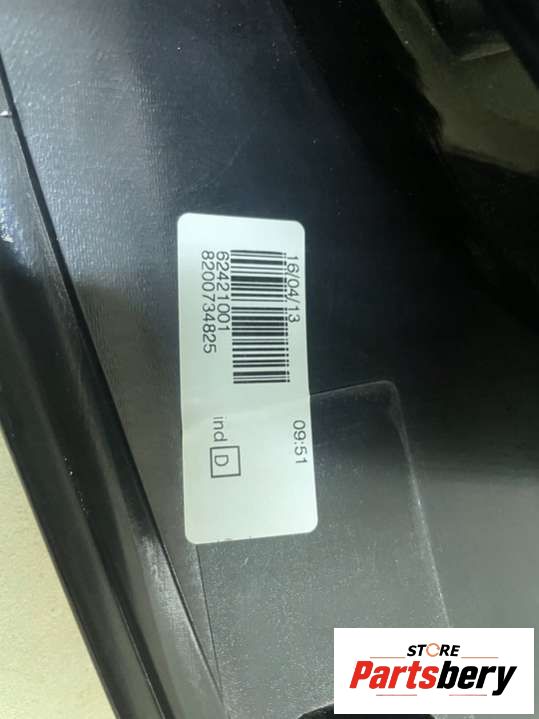 16/04/13 09:51
62421001
8200734825
ind D
STORE
Partsbery